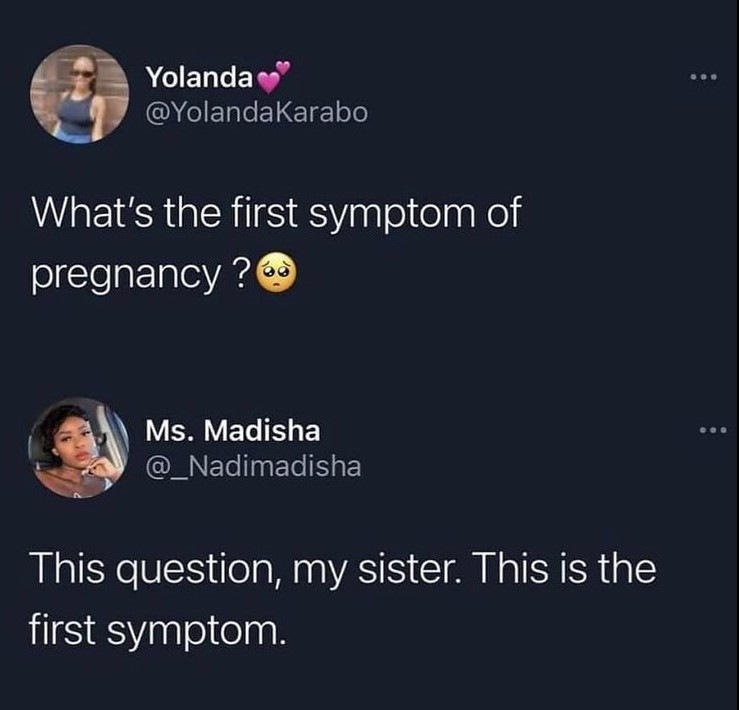 Yolanda💕
@YolandaKarabo
What's the first symptom of
pregnancy ?🥺
Ms. Madisha
@_Nadimadisha
This question, my sister. This is the
first symptom.